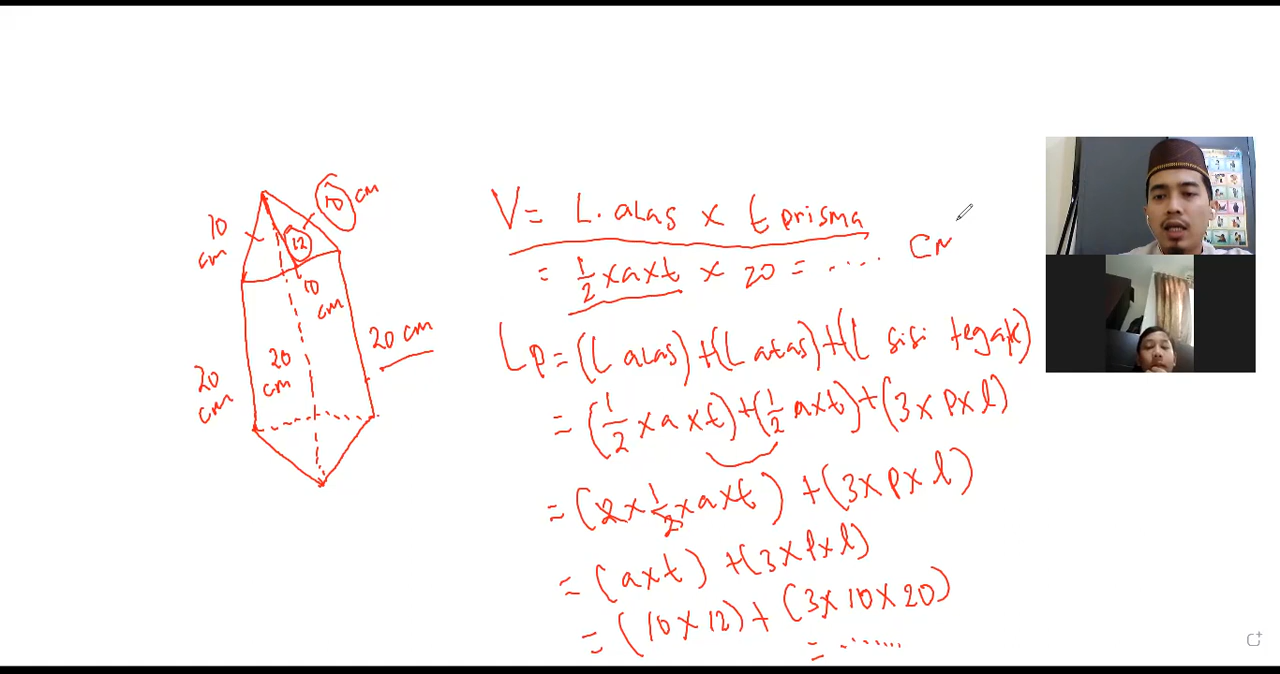 10 cm
10 cm
12
10 cm
20 cm
20 cm
20 cm
V = L. alas x t prisma
= 1/2 x a x t x 20 = ..... cm
Lp = (L alas) + (L atas) + (L sisi tegak)
= (1/2 x a x t) + (1/2 a x t) + (3 x p x l)
= (2 x 1/2 x a x t) + (3 x p x l)
= (a x t) + (3 x p x l)
= (10 x 12) + (3 x 10 x 20)
= .......